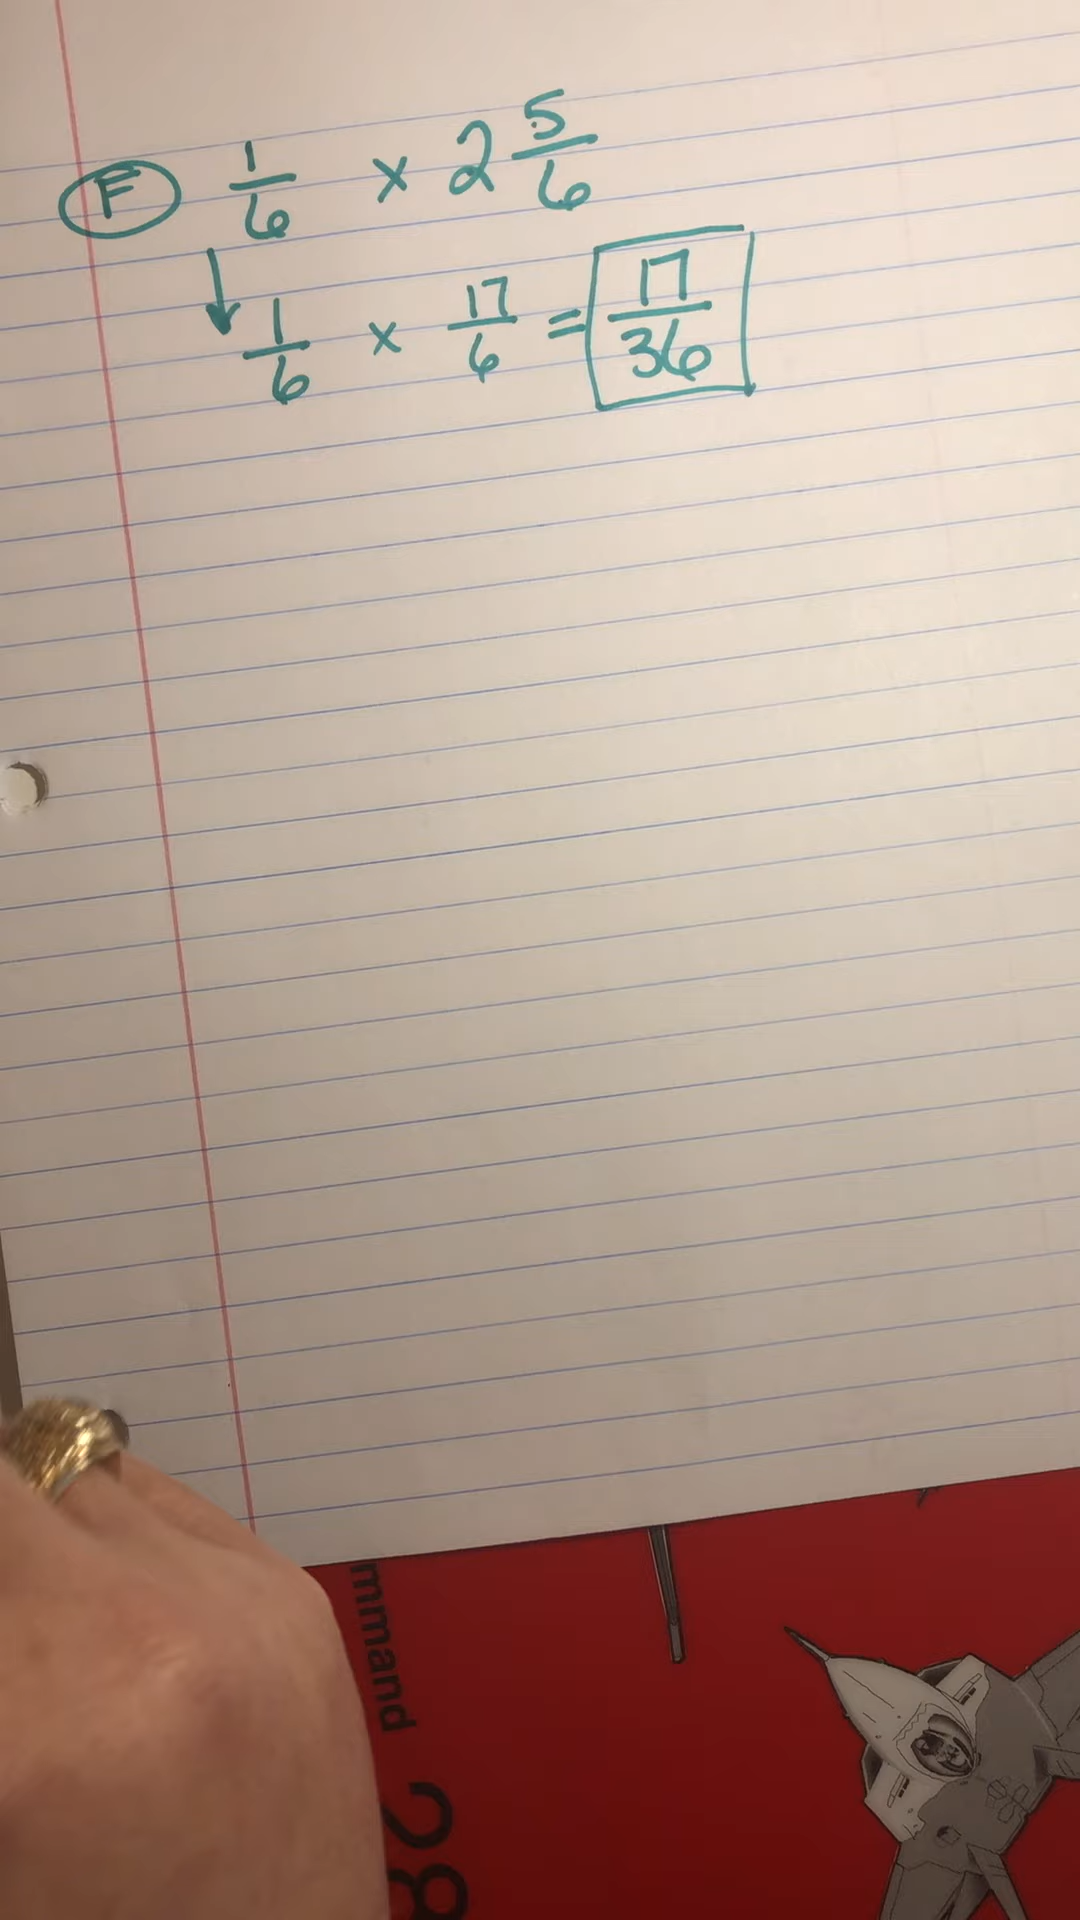 F 1/6 × 2 5/6
↓ 1/6 × 17/6 = 17/36
mmand
28